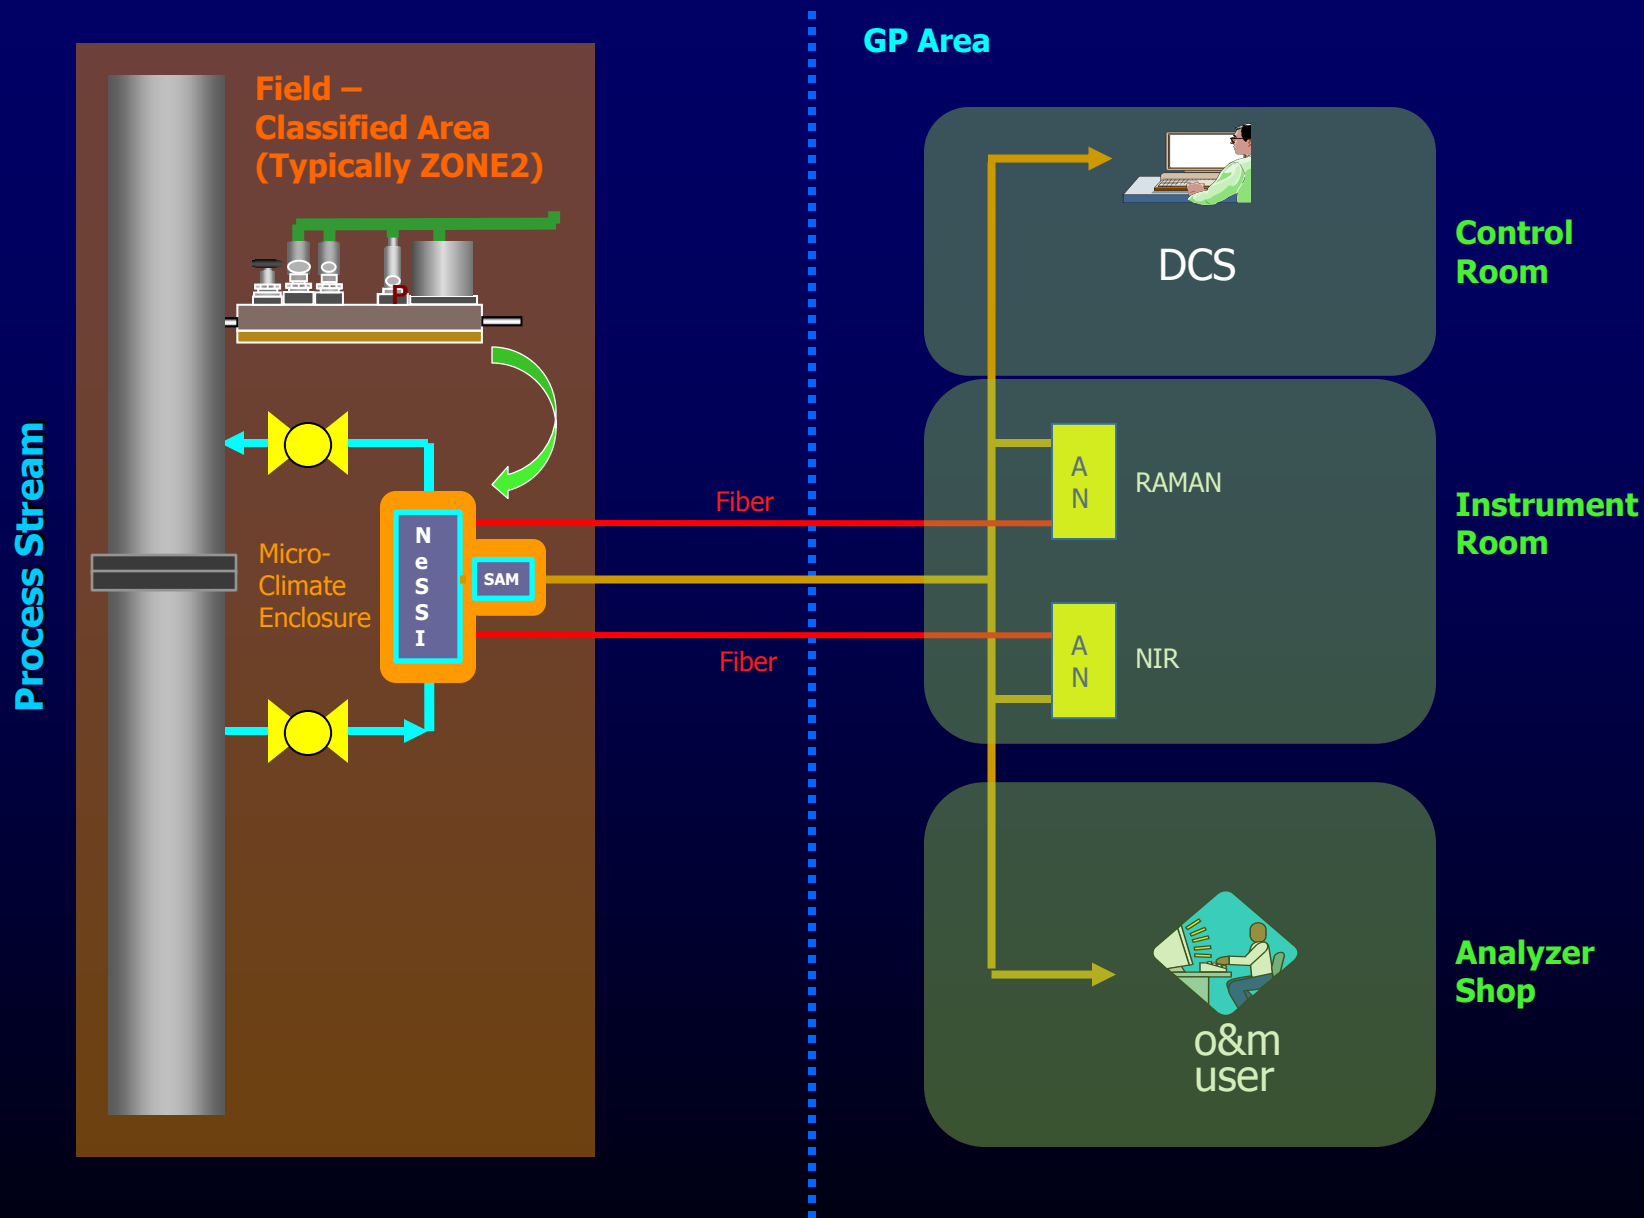 GP Area
Field –
Classified Area
(Typically ZONE2)
P
Process Stream
Micro-
Climate
Enclosure
N
e
S
S
I
SAM
Fiber
Fiber
DCS
Control
Room
A
N
RAMAN
A
N
NIR
Instrument
Room
o&m
user
Analyzer
Shop